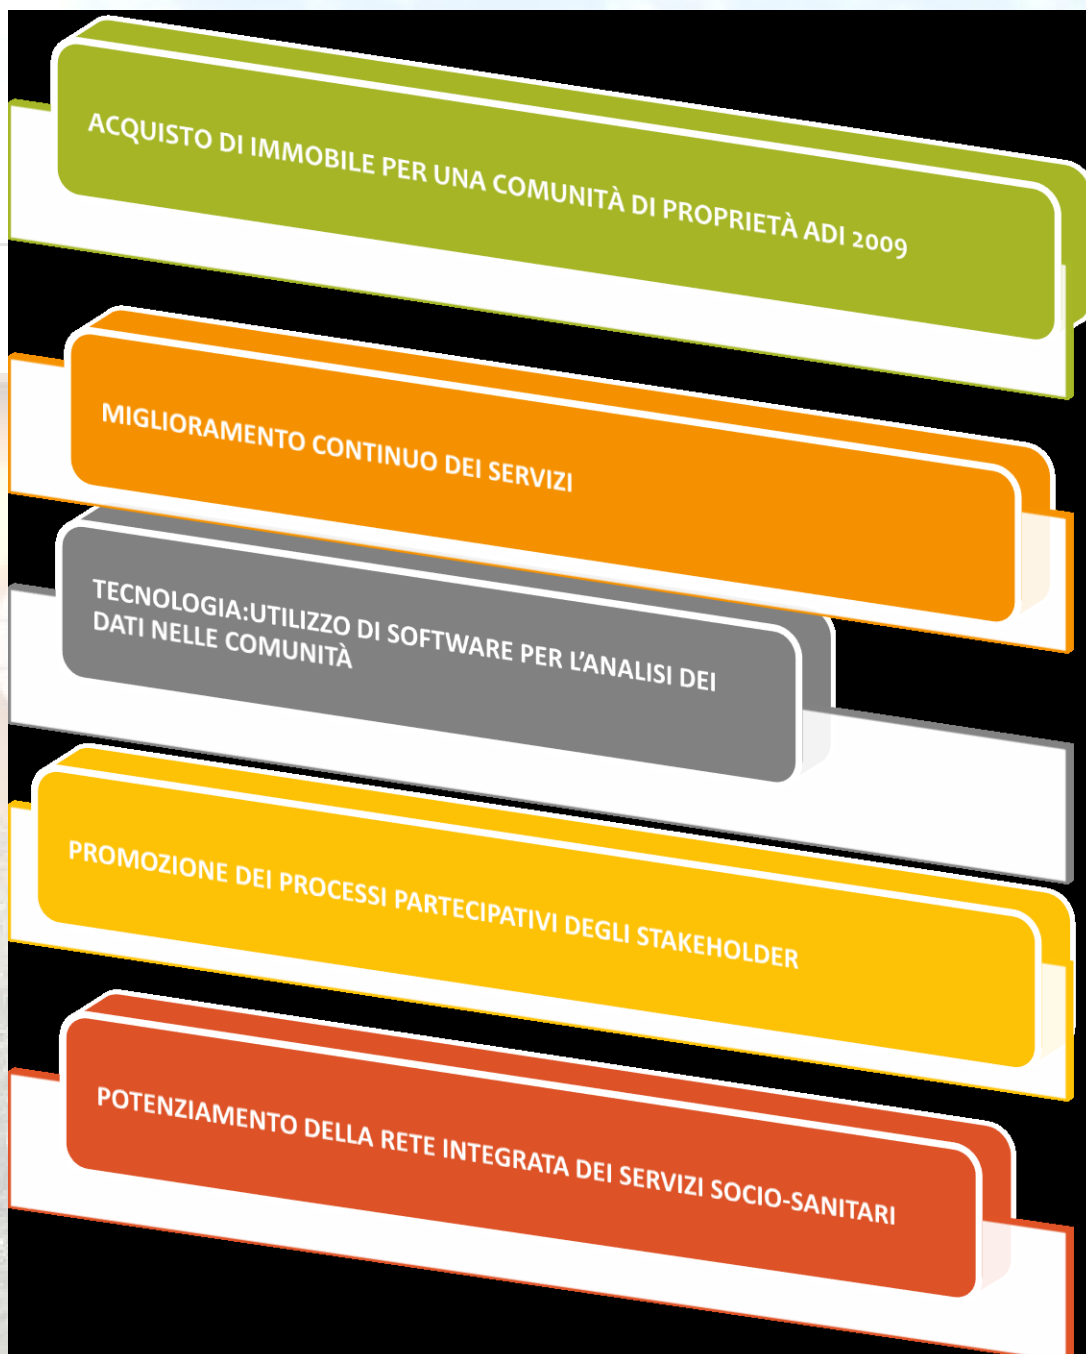 ACQUISTO DI IMMOBILE PER UNA COMUNITÀ DI PROPRIETÀ ADI 2009
MIGLIORAMENTO CONTINUO DEI SERVIZI
TECNOLOGIA:UTILIZZO DI SOFTWARE PER L'ANALISI DEI
DATI NELLE COMUNITÀ
PROMOZIONE DEI PROCESSI PARTECIPATIVI DEGLI STAKEHOLDER
POTENZIAMENTO DELLA RETE INTEGRATA DEI SERVIZI SOCIO-SANITARI